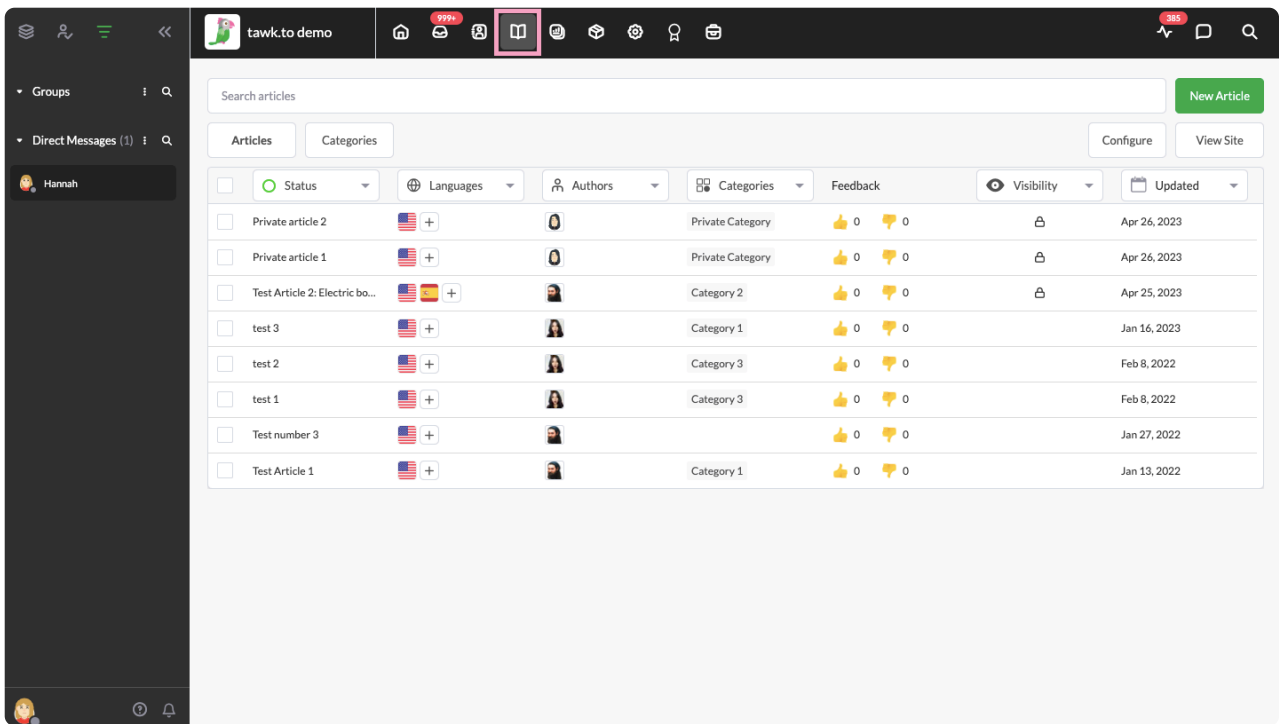 tawk.to demo
999+
385
Groups
Direct Messages (1)
Hannah
Search articles
New Article
Articles
Categories
Configure
View Site
Status
Languages
Authors
Categories
Feedback
Visibility
Updated
Private article 2
Private Category
0
0
Apr 26, 2023
Private article 1
Private Category
0
0
Apr 26, 2023
Test Article 2: Electric bo...
Category 2
0
0
Apr 25, 2023
test 3
Category 1
0
0
Jan 16, 2023
test 2
Category 3
0
0
Feb 8, 2022
test 1
Category 3
0
0
Feb 8, 2022
Test number 3
0
0
Jan 27, 2022
Test Article 1
Category 1
0
0
Jan 13, 2022